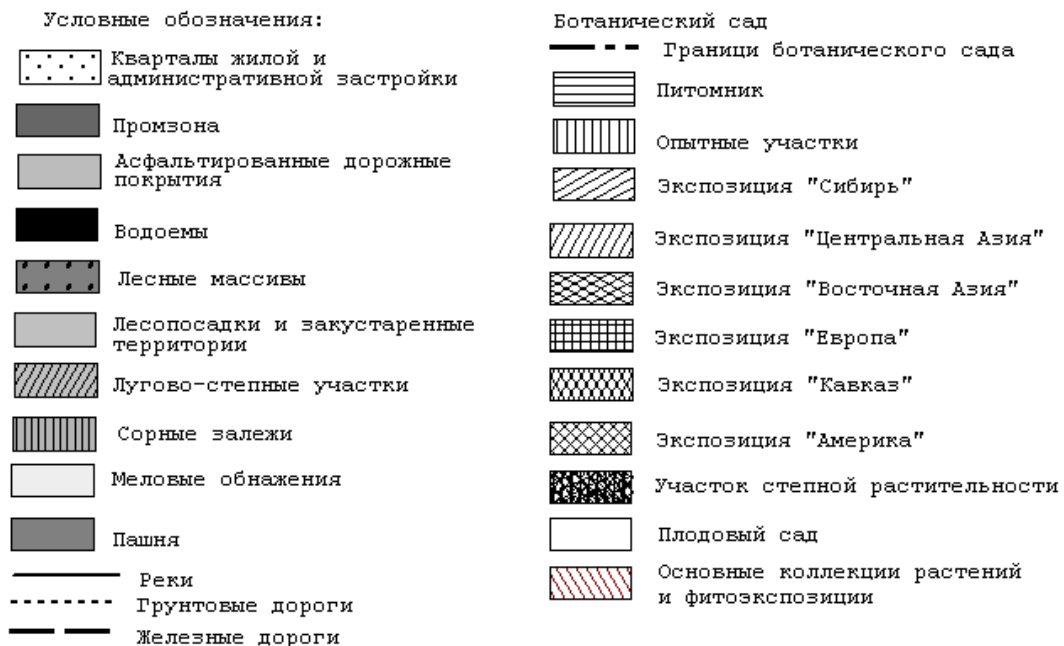 Условные обозначения:
Кварталы жилой и
административной застройки
Промзона
Асфальтированные дорожные
покрытия
Водоемы
Лесные массивы
Лесопосадки и закустаренные
территории
Лугово-степные участки
Сорные залежи
Меловые обнажения
Пашня
Реки
Грунтовые дороги
Железные дороги
Ботанический сад
Граници ботанического сада
Питомник
Опытные участки
Экспозиция "Сибирь"
Экспозиция "Центральная Азия"
Экспозиция "Восточная Азия"
Экспозиция "Европа"
Экспозиция "Кавказ"
Экспозиция "Америка"
Участок степной растительности
Плодовый сад
Основные коллекции растений
и фитоэкспозиции